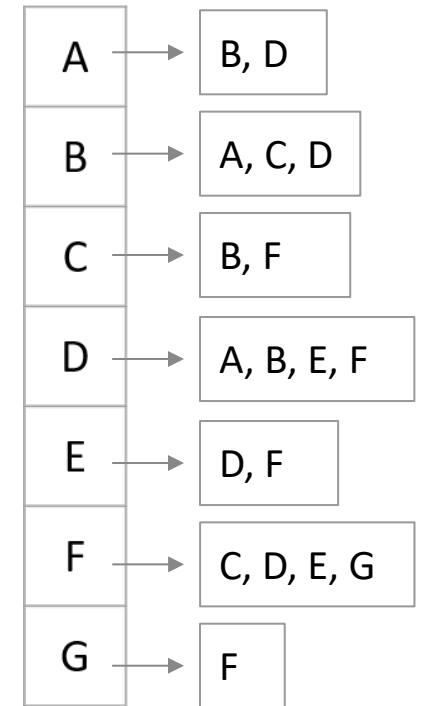 A B, D
B A, C, D
C B, F
D A, B, E, F
E D, F
F C, D, E, G
G F